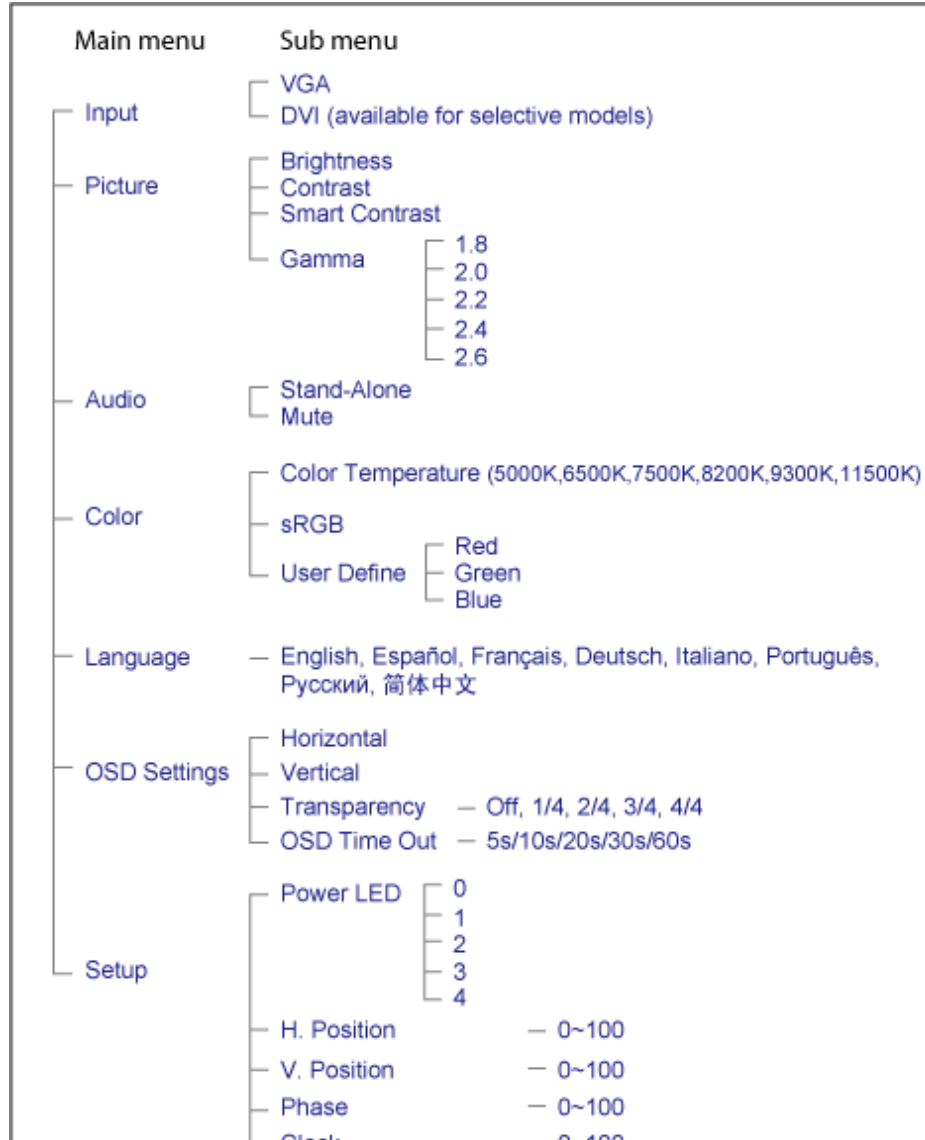 Main menu Sub menu
VGA
Input
DVI (available for selective models)
Brightness
Picture
Contrast
Smart Contrast
Gamma
1.8
2.0
2.2
2.4
2.6
Audio
Stand-Alone
Mute
Color Temperature (5000K,6500K,7500K,8200K,9300K,11500K)
Color
sRGB
User Define
Red
Green
Blue
Language
English, Español, Français, Deutsch, Italiano, Português,
Русский, 简体中文
Horizontal
OSD Settings
Vertical
Transparency — Off, 1/4, 2/4, 3/4, 4/4
OSD Time Out — 5s/10s/20s/30s/60s
Power LED
0
1
2
3
4
Setup
H. Position — 0~100
V. Position — 0~100
Phase — 0~100